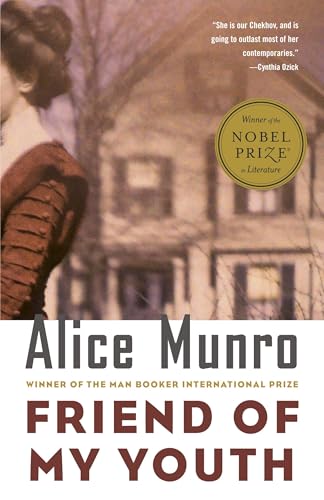 "She is our Chekhov, and is
going to outlast most of her
contemporaries."
—Cynthia Ozick
Winner of the
NOBEL
PRIZE®
in Literature
Alice Munro
WINNER OF THE MAN BOOKER INTERNATIONAL PRIZE
FRIEND OF
MY YOUTH